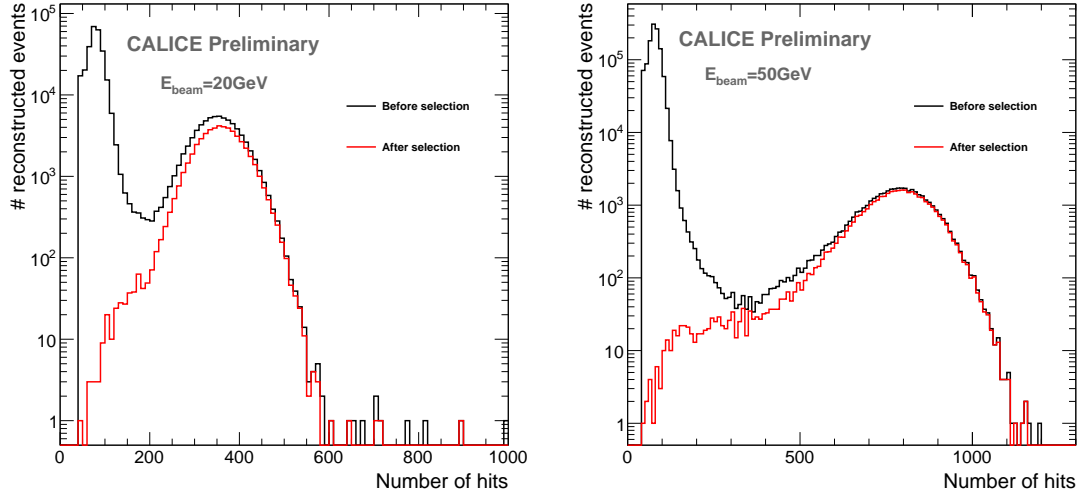 CALICE Preliminary
E_beam=20GeV
Before selection
After selection
# reconstructed events
10^5
10^4
10^3
10^2
10
1
0 200 400 600 800 1000
Number of hits
CALICE Preliminary
E_beam=50GeV
Before selection
After selection
# reconstructed events
10^5
10^4
10^3
10^2
10
1
0 500 1000
Number of hits